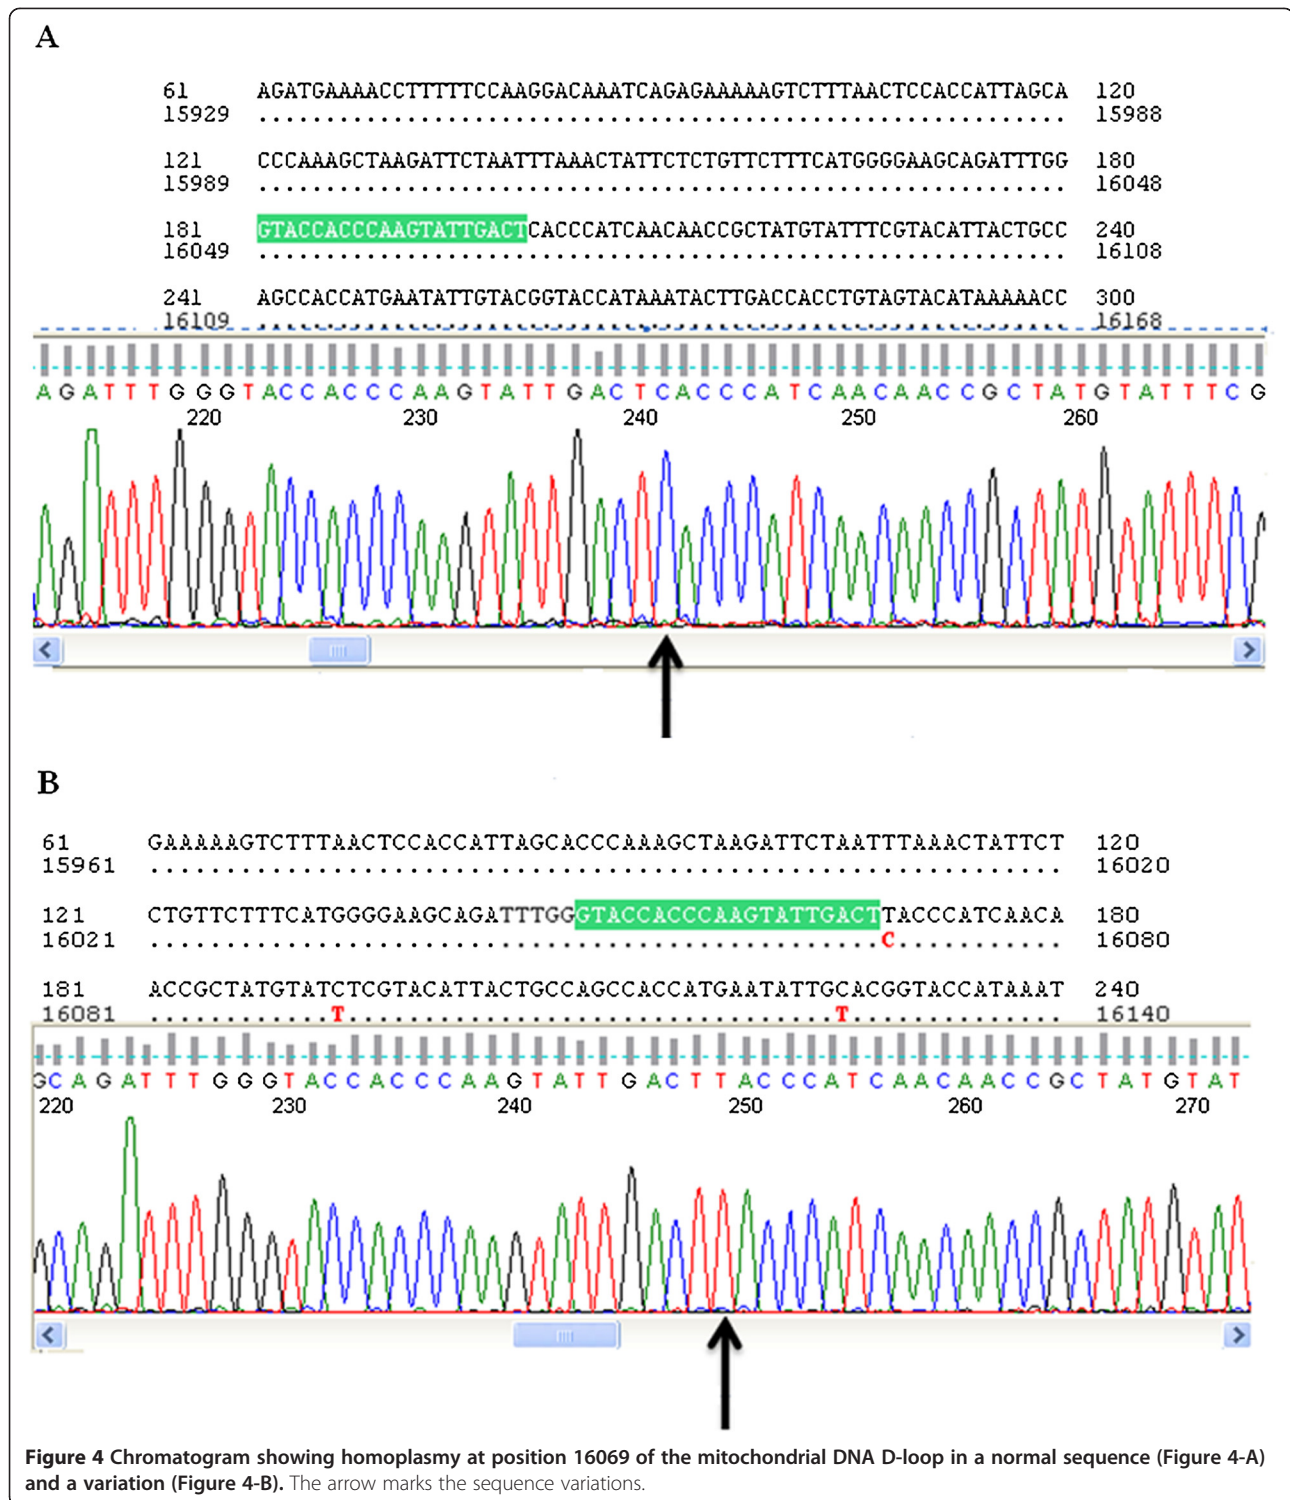 A
61 AGATGAAAACCTTTTTCCAAGGACAAATCAGAGAAAAAGTCTTTAACTCCACCATTAGCA 120
15929 ............................................................ 15988
121 CCCAAAGCTAAGATTCTAATTTAAACTATTCTCTGTTCTTTCATGGGGAAGCAGATTTGG 180
15989 ............................................................ 16048
181 GTACCACCCAAGTATTGACTCACCCATCAACAACCGCTATGTATTTCGTACATTACTGCC 240
16049 ............................................................ 16108
241 AGCCACCATGAATATTGTACGGTACCATAAATACTTGACCACCTGTAGTACATAAAAACC 300
16109 ............................................................ 16168
AGATTTGGGTACCACCCAAGTATTGACTCACCCATCAACAACCGCTATGTATTTCG
220 230 240 250 260
B
61 GAAAAAGTCTTTAACTCCACCATTAGCACCCAAAGCTAAGATTCTAATTTAAACTATTCT 120
15961 ............................................................ 16020
121 CTGTTCTTTCATGGGGAAGCAGATTTGGGTACCACCCAAGTATTGACTTACCCATCAACA 180
16021 ................................................C........... 16080
181 ACCGCTATGTATCTCGTACATTACTGCCAGCCACCATGAATATTGCACGGTACCATAAAT 240
16081 ............T................................T.............. 16140
GCAGATTTGGGTACCACCCAAGTATTGACTTACCCATCAACAACCGCTATGTAT
220 230 240 250 260 270
Figure 4 Chromatogram showing homoplasmy at position 16069 of the mitochondrial DNA D-loop in a normal sequence (Figure 4-A)
and a variation (Figure 4-B). The arrow marks the sequence variations.